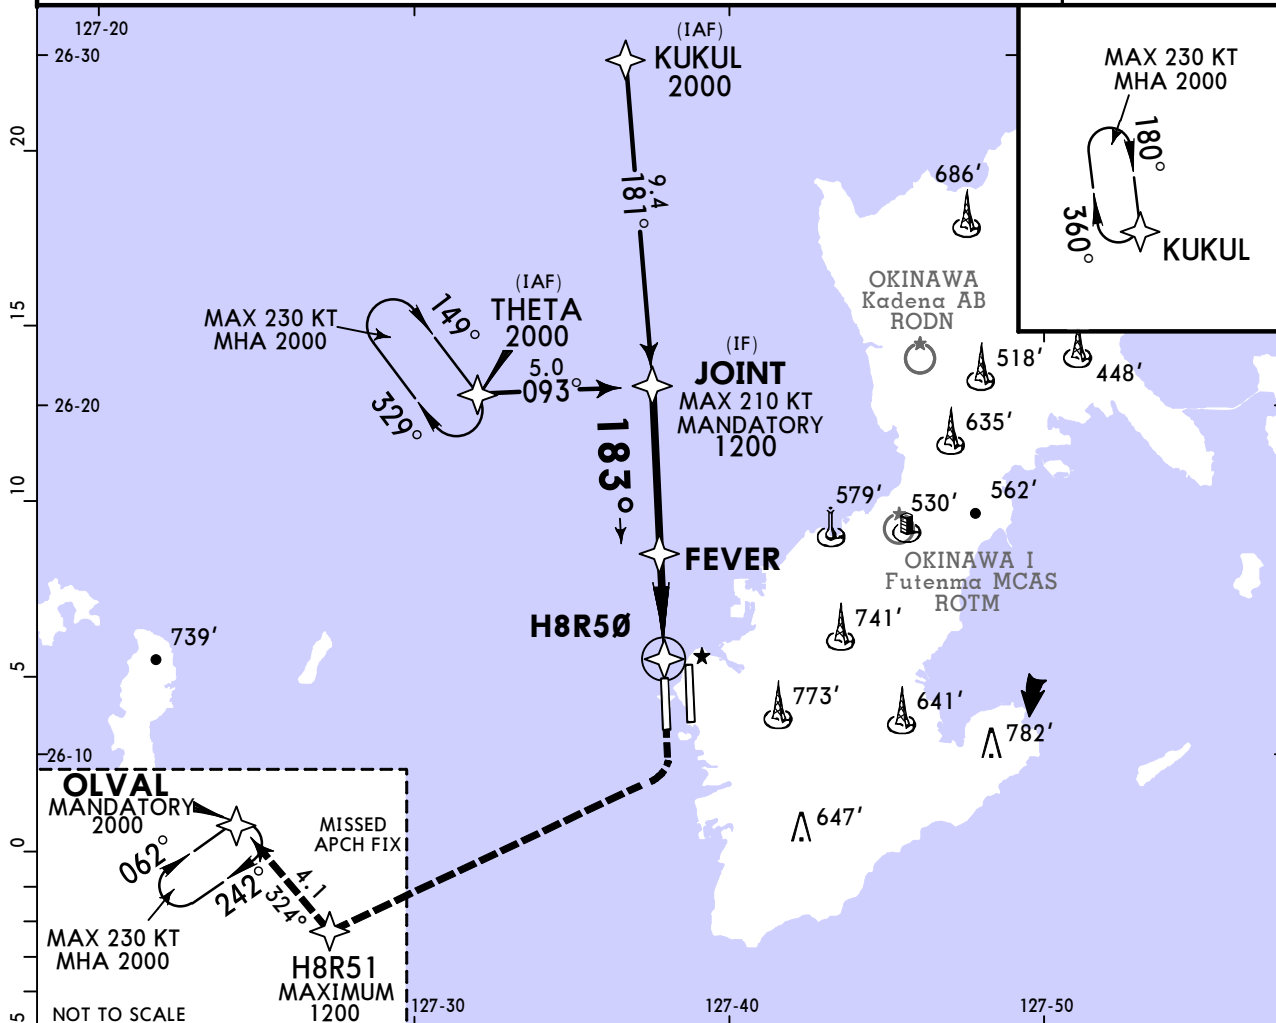 127-20
26-30
(IAF)
KUKUL
2000
MAX 230 KT
MHA 2000
180°
360°
KUKUL
20
9.4
181°
686'
OKINAWA
Kadena AB
RODN
(IAF)
THETA
2000
MAX 230 KT
MHA 2000
149°
329°
15
5.0
093°
(IF)
JOINT
MAX 210 KT
MANDATORY
1200
518'
448'
26-20
635'
183°
10
579'
530'
562'
FEVER
OKINAWA I
Futenma MCAS
ROTM
H8R5Ø
741'
739'
5
773'
641'
782'
26-10
OLVAL
MANDATORY
2000
MISSED
APCH FIX
647'
0
062°
242°
4.1
324°
MAX 230 KT
MHA 2000
H8R51
MAXIMUM
1200
NOT TO SCALE
5
127-30
127-40
127-50